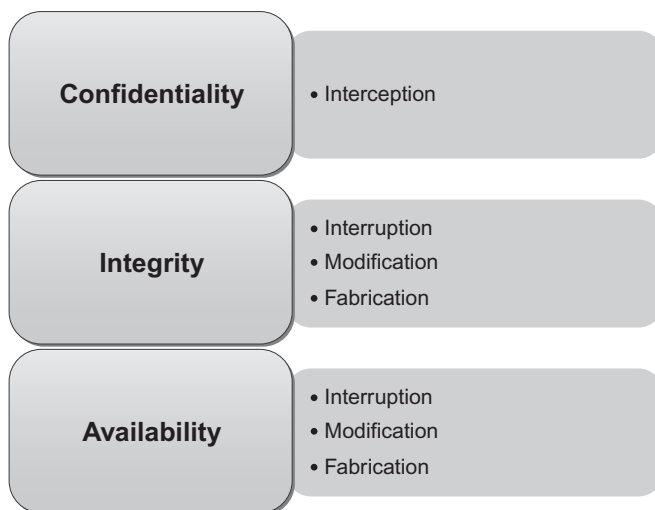 Confidentiality
• Interception
Integrity
• Interruption
• Modification
• Fabrication
Availability
• Interruption
• Modification
• Fabrication